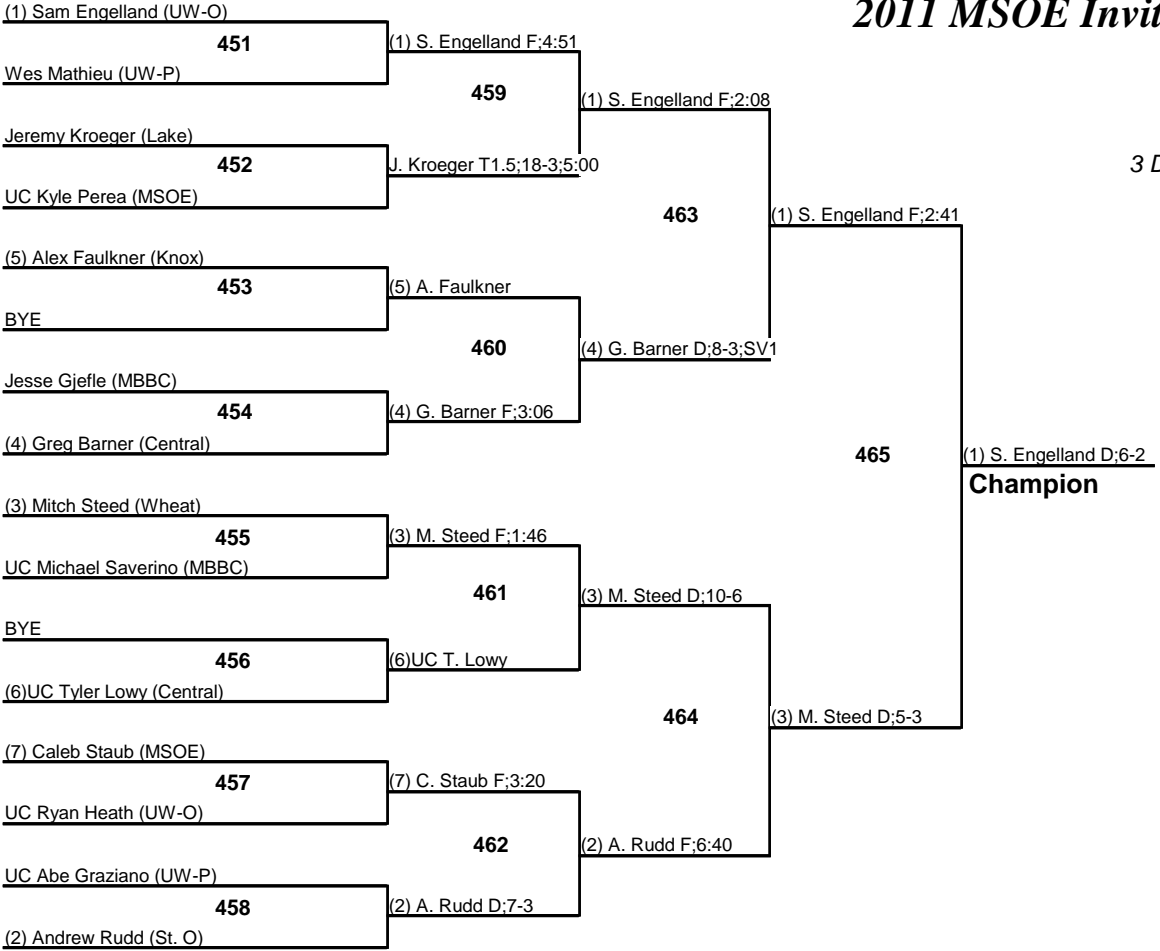 (1) Sam Engelland (UW-O)
2011 MSOE Invit
451
(1) S. Engelland F;4:51
Wes Mathieu (UW-P)
459
(1) S. Engelland F;2:08
Jeremy Kroeger (Lake)
452
J. Kroeger T1.5;18-3;5:00
3 D
UC Kyle Perea (MSOE)
463
(1) S. Engelland F;2:41
(5) Alex Faulkner (Knox)
453
(5) A. Faulkner
BYE
460
(4) G. Barner D;8-3;SV1
Jesse Gjefle (MBBC)
454
(4) G. Barner F;3:06
(4) Greg Barner (Central)
465
(1) S. Engelland D;6-2
Champion
(3) Mitch Steed (Wheat)
455
(3) M. Steed F;1:46
UC Michael Saverino (MBBC)
461
(3) M. Steed D;10-6
BYE
456
(6)UC T. Lowy
(6)UC Tyler Lowy (Central)
464
(3) M. Steed D;5-3
(7) Caleb Staub (MSOE)
457
(7) C. Staub F;3:20
UC Ryan Heath (UW-O)
462
(2) A. Rudd F;6:40
UC Abe Graziano (UW-P)
458
(2) A. Rudd D;7-3
(2) Andrew Rudd (St. O)